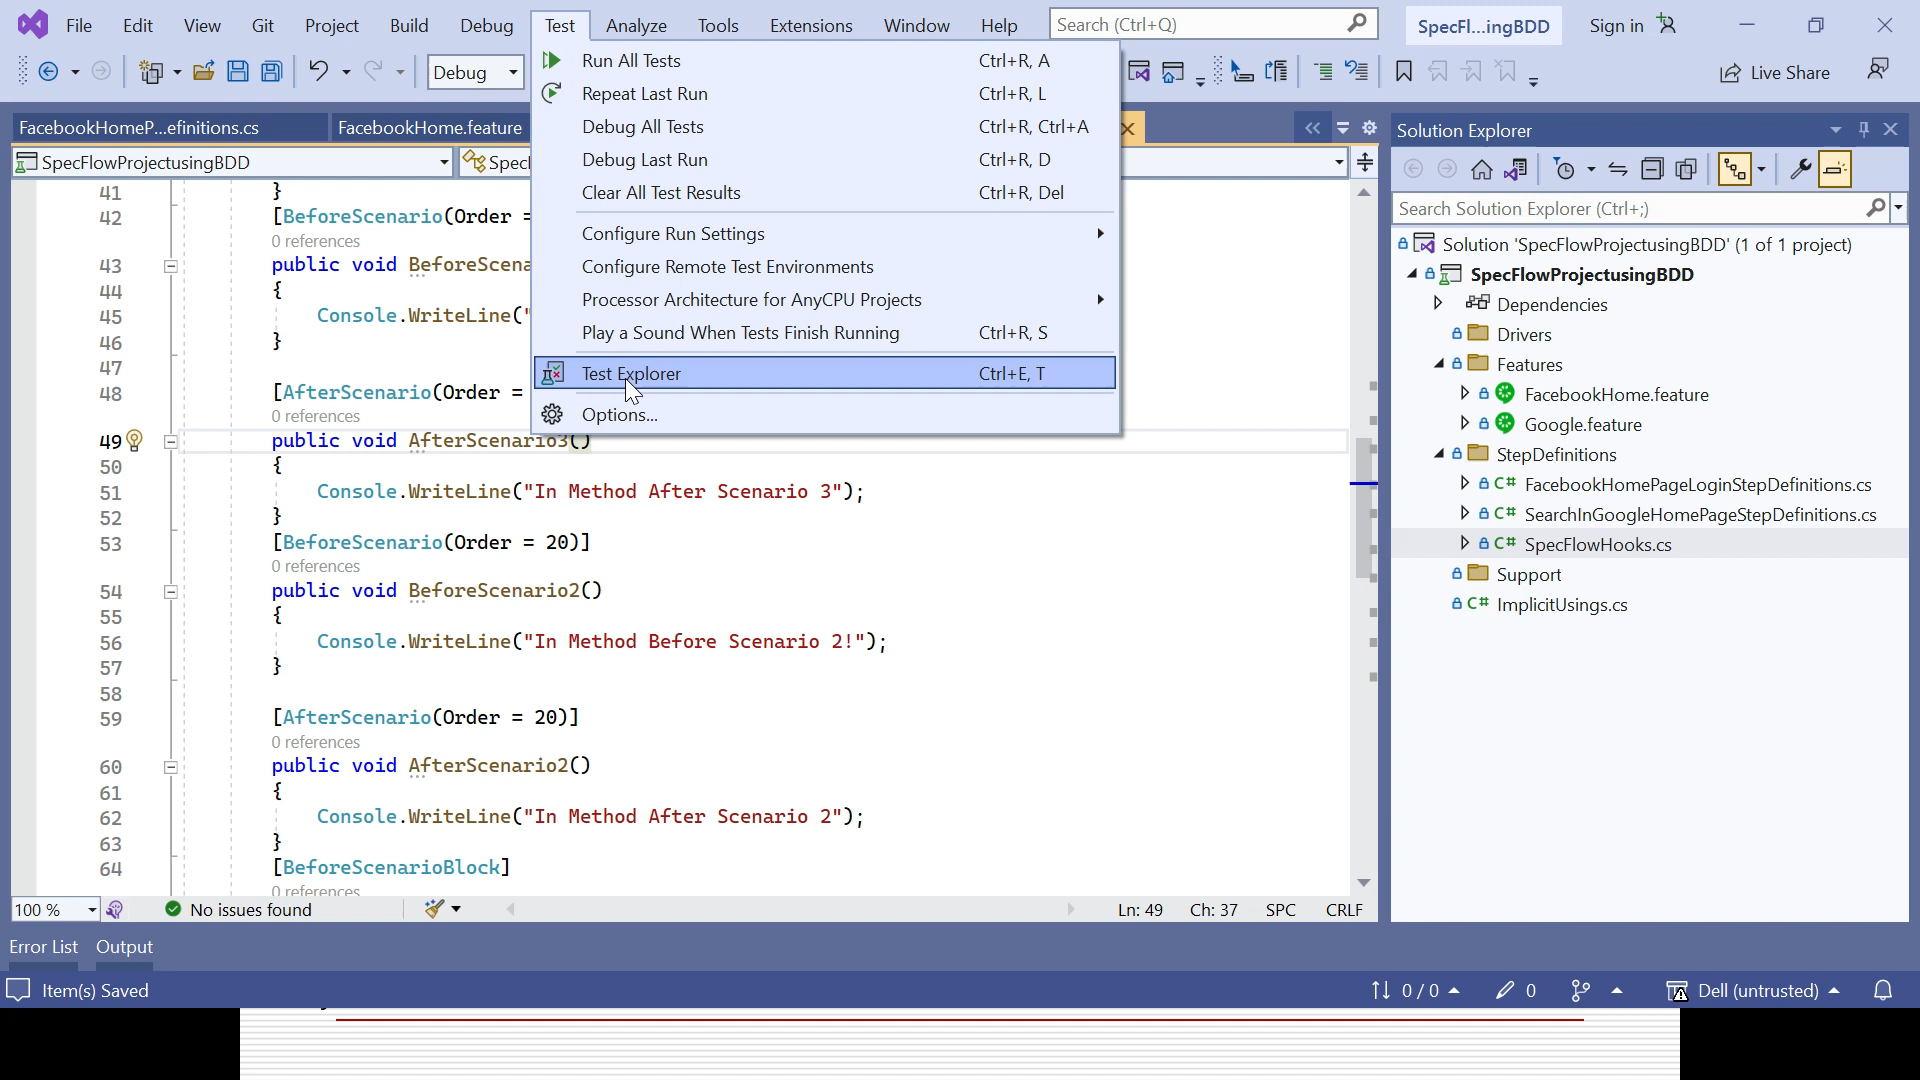 File Edit View Git Project Build Debug Test Analyze Tools Extensions Window Help Search (Ctrl+Q) SpecFl...ingBDD Sign in
Debug Live Share
Run All Tests Ctrl+R, A
Repeat Last Run Ctrl+R, L
Debug All Tests Ctrl+R, Ctrl+A
Debug Last Run Ctrl+R, D
Clear All Test Results Ctrl+R, Del
Configure Run Settings
Configure Remote Test Environments
Processor Architecture for AnyCPU Projects
Play a Sound When Tests Finish Running Ctrl+R, S
Test Explorer Ctrl+E, T
Options...
FacebookHomeP...efinitions.cs FacebookHome.feature
SpecFlowProjectusingBDD
41 }
42 [BeforeScenario(Order =
0 references
43 public void BeforeScena
44 {
45 Console.WriteLine("
46 }
47
48 [AfterScenario(Order =
0 references
49 public void AfterScenario3()
50 {
51 Console.WriteLine("In Method After Scenario 3");
52 }
53 [BeforeScenario(Order = 20)]
0 references
54 public void BeforeScenario2()
55 {
56 Console.WriteLine("In Method Before Scenario 2!");
57 }
58
59 [AfterScenario(Order = 20)]
0 references
60 public void AfterScenario2()
61 {
62 Console.WriteLine("In Method After Scenario 2");
63 }
64 [BeforeScenarioBlock]
0 references
100 % No issues found Ln: 49 Ch: 37 SPC CRLF
Solution Explorer
Search Solution Explorer (Ctrl+;)
Solution 'SpecFlowProjectusingBDD' (1 of 1 project)
SpecFlowProjectusingBDD
Dependencies
Drivers
Features
FacebookHome.feature
Google.feature
StepDefinitions
C# FacebookHomePageLoginStepDefinitions.cs
C# SearchInGoogleHomePageStepDefinitions.cs
C# SpecFlowHooks.cs
Support
C# ImplicitUsings.cs
Error List Output
Item(s) Saved 0 / 0 0 Dell (untrusted)